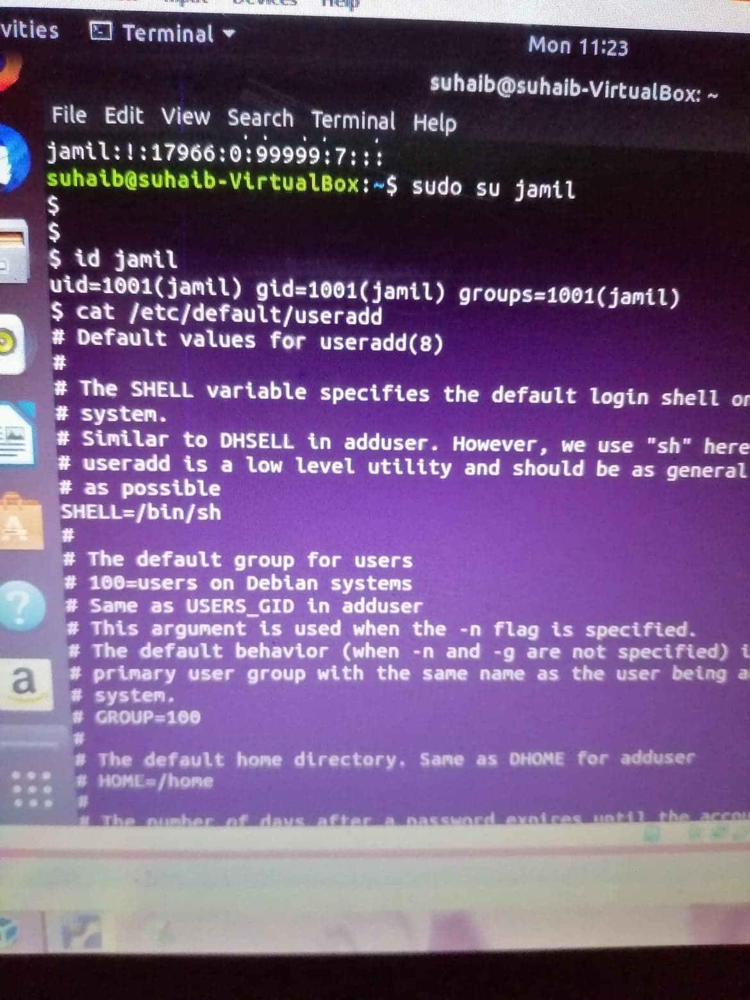 Help
vities
Terminal
Mon 11:23
suhaib@suhaib-VirtualBox: ~
File Edit View Search Terminal Help
jamil:!:17966:0:99999:7:::
suhaib@suhaib-VirtualBox:~$ sudo su jamil
$
$
$ id jamil
uid=1001(jamil) gid=1001(jamil) groups=1001(jamil)
$ cat /etc/default/useradd
# Default values for useradd(8)
#
# The SHELL variable specifies the default login shell on
# system.
# Similar to DHSELL in adduser. However, we use "sh" here
# useradd is a low level utility and should be as general
# as possible
SHELL=/bin/sh
#
# The default group for users
# 100=users on Debian systems
# Same as USERS_GID in adduser
# This argument is used when the -n flag is specified.
# The default behavior (when -n and -g are not specified) i
# primary user group with the same name as the user being a
# system.
# GROUP=100
#
# The default home directory. Same as DHOME for adduser
# HOME=/home
#
# The number of days after a password expires until the accou
a